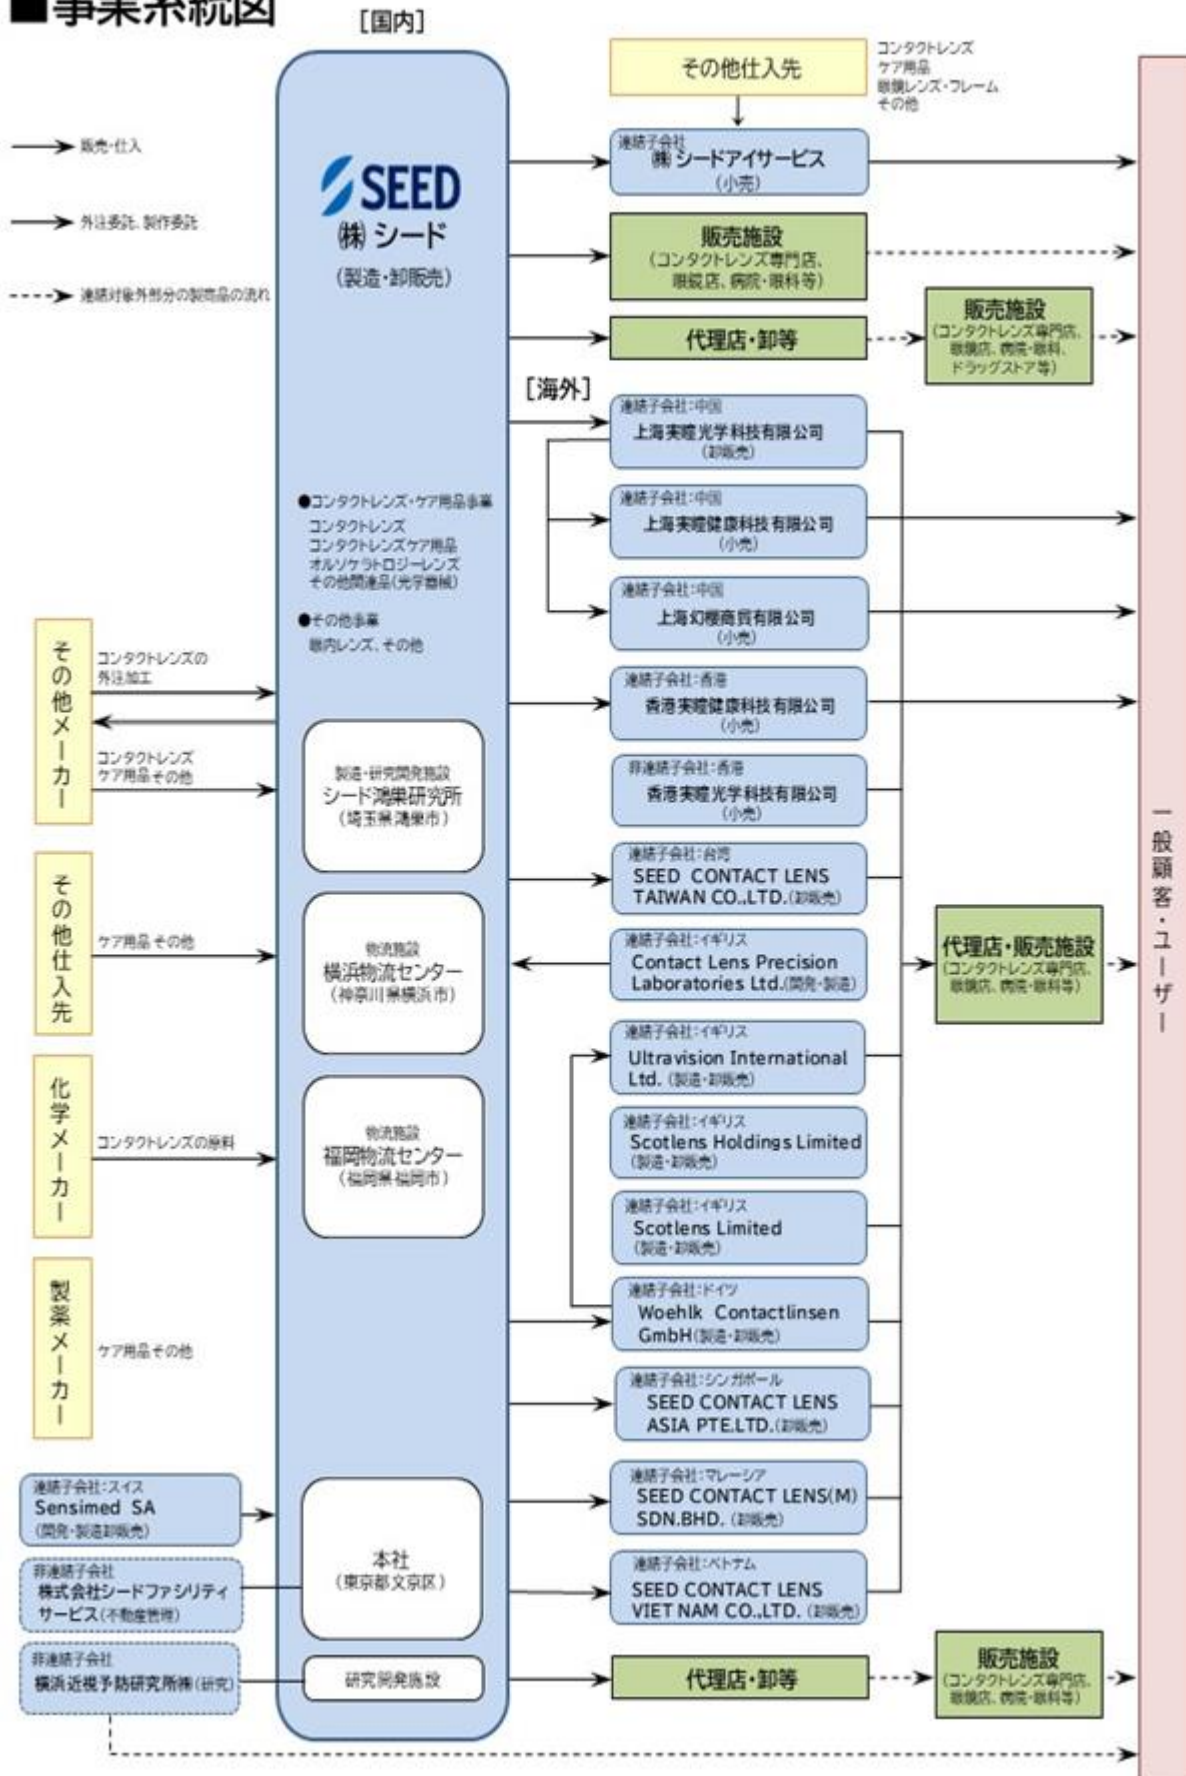 ■事業系統図
[国内]
販売・仕入
外注委託、製作委託
連結対象外部分の製商品の流れ
SEED
㈱ シード
(製造・卸販売)
●コンタクトレンズ・ケア用品事業
コンタクトレンズ
コンタクトレンズケア用品
オルソケラトロジーレンズ
その他関連品(光学器械)
●その他事業
眼内レンズ、その他
製造・研究開発施設
シード鴻巣研究所
(埼玉県鴻巣市)
物流施設
横浜物流センター
(神奈川県横浜市)
物流施設
福岡物流センター
(福岡県福岡市)
本社
(東京都文京区)
研究開発施設
その他メーカー
コンタクトレンズの
外注加工
コンタクトレンズ
ケア用品その他
その他仕入先
ケア用品 その他
化学メーカー
コンタクトレンズの原料
製薬メーカー
ケア用品その他
連結子会社:スイス
Sensimed SA
(開発・製造卸販売)
非連結子会社
株式会社シードファシリティ
サービス(不動産管理)
非連結子会社
横浜近視予防研究所㈱(研究)
その他仕入先
コンタクトレンズ
ケア用品
眼鏡レンズ・フレーム
その他
連結子会社
㈱ シードアイサービス
(小売)
販売施設
(コンタクトレンズ専門店、
眼鏡店、病院・眼科等)
代理店・卸等
販売施設
(コンタクトレンズ専門店、
眼鏡店、病院・眼科、
ドラッグストア等)
[海外]
連結子会社:中国
上海実瞳光学科技有限公司
(卸販売)
連結子会社:中国
上海実瞳健康科技有限公司
(小売)
連結子会社:中国
上海幻櫻商貿有限公司
(小売)
連結子会社:香港
香港実瞳健康科技有限公司
(小売)
非連結子会社:香港
香港実瞳光学科技有限公司
(小売)
連結子会社:台湾
SEED CONTACT LENS
TAIWAN CO.,LTD.(卸販売)
連結子会社:イギリス
Contact Lens Precision
Laboratories Ltd.(開発・製造)
連結子会社:イギリス
Ultravision International
Ltd. (製造・卸販売)
連結子会社:イギリス
Scotlens Holdings Limited
(製造・卸販売)
連結子会社:イギリス
Scotlens Limited
(製造・卸販売)
連結子会社:ドイツ
Woehlk Contactlinsen
GmbH(製造・卸販売)
連結子会社:シンガポール
SEED CONTACT LENS
ASIA PTE.LTD.(卸販売)
連結子会社:マレーシア
SEED CONTACT LENS(M)
SDN.BHD. (卸販売)
連結子会社:ベトナム
SEED CONTACT LENS
VIET NAM CO.,LTD. (卸販売)
代理店・販売施設
(コンタクトレンズ専門店、
眼鏡店、病院・眼科等)
代理店・卸等
販売施設
(コンタクトレンズ専門店、
眼鏡店、病院・眼科等)
一般顧客・ユーザー